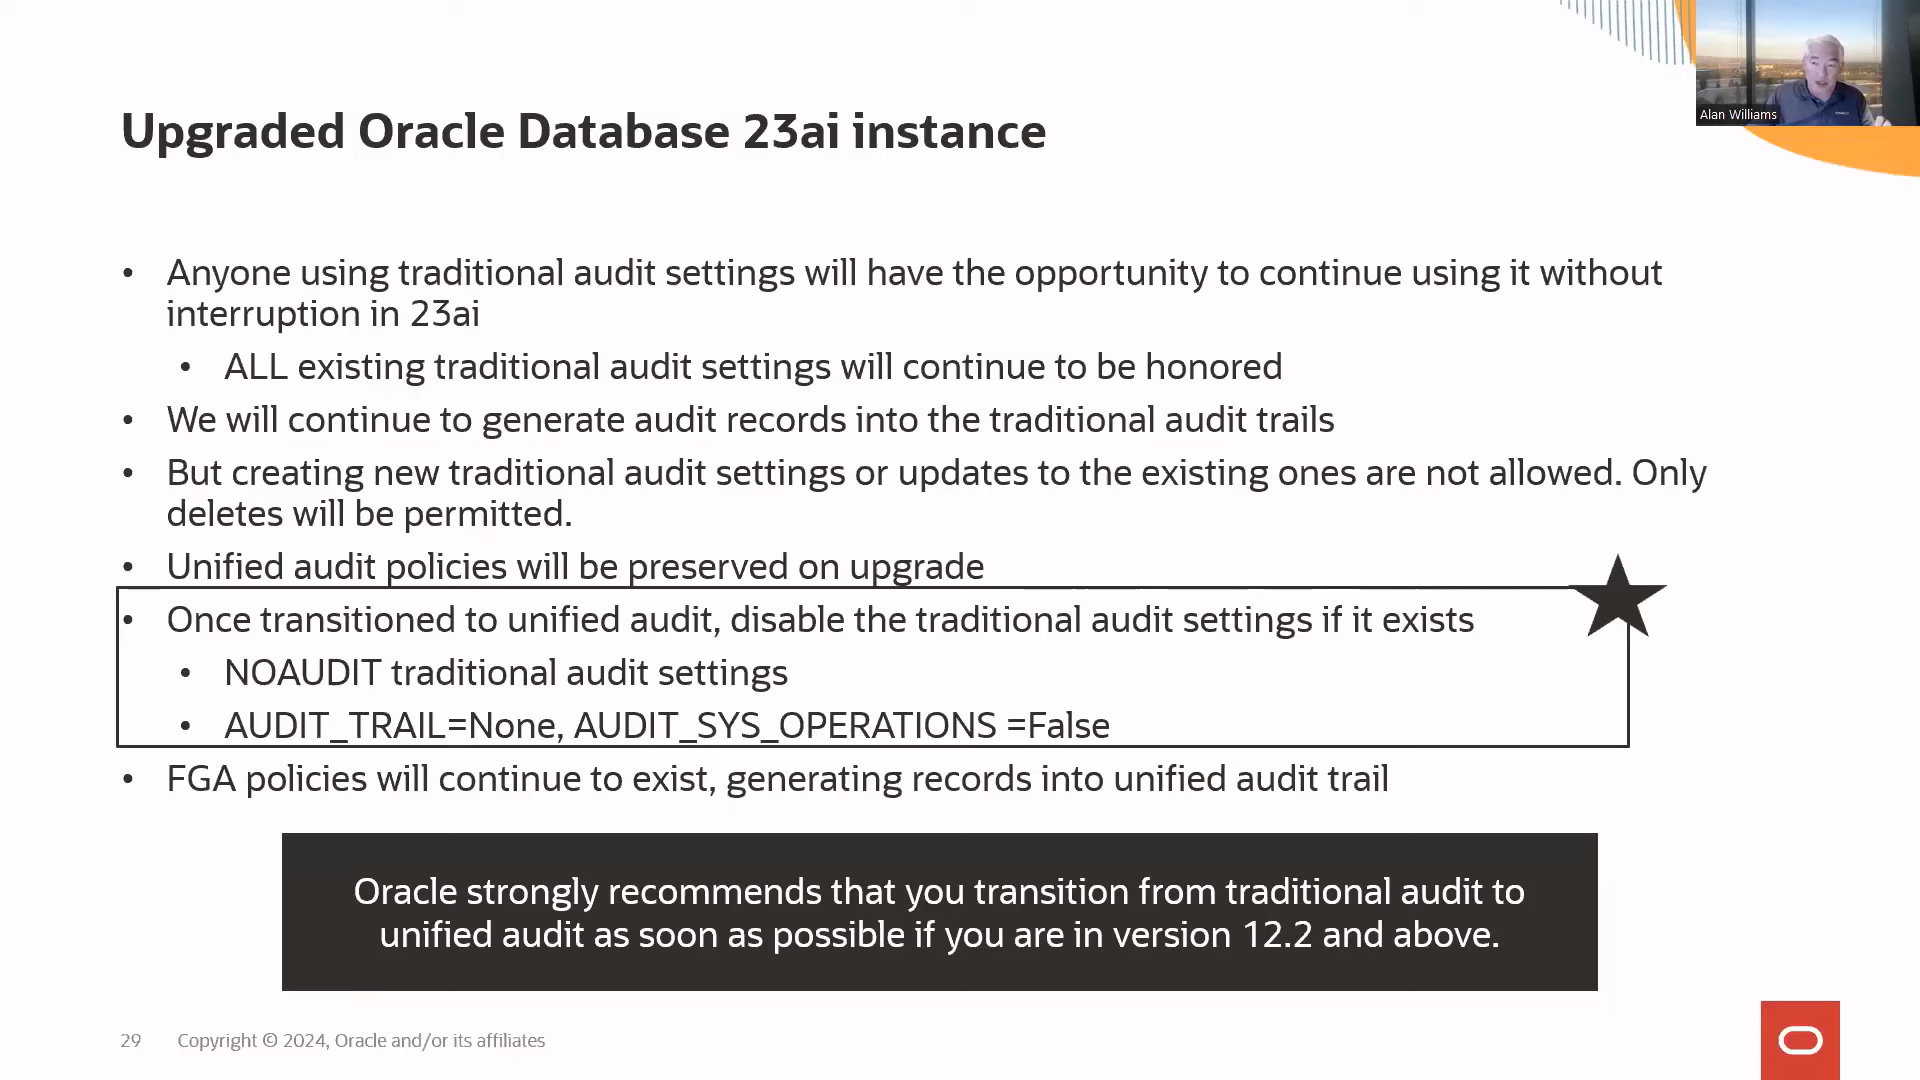 Alan Williams
Upgraded Oracle Database 23ai instance
• Anyone using traditional audit settings will have the opportunity to continue using it without
interruption in 23ai
• ALL existing traditional audit settings will continue to be honored
• We will continue to generate audit records into the traditional audit trails
• But creating new traditional audit settings or updates to the existing ones are not allowed. Only
deletes will be permitted.
• Unified audit policies will be preserved on upgrade
• Once transitioned to unified audit, disable the traditional audit settings if it exists
• NOAUDIT traditional audit settings
• AUDIT_TRAIL=None, AUDIT_SYS_OPERATIONS =False
• FGA policies will continue to exist, generating records into unified audit trail
Oracle strongly recommends that you transition from traditional audit to
unified audit as soon as possible if you are in version 12.2 and above.
29 Copyright © 2024, Oracle and/or its affiliates